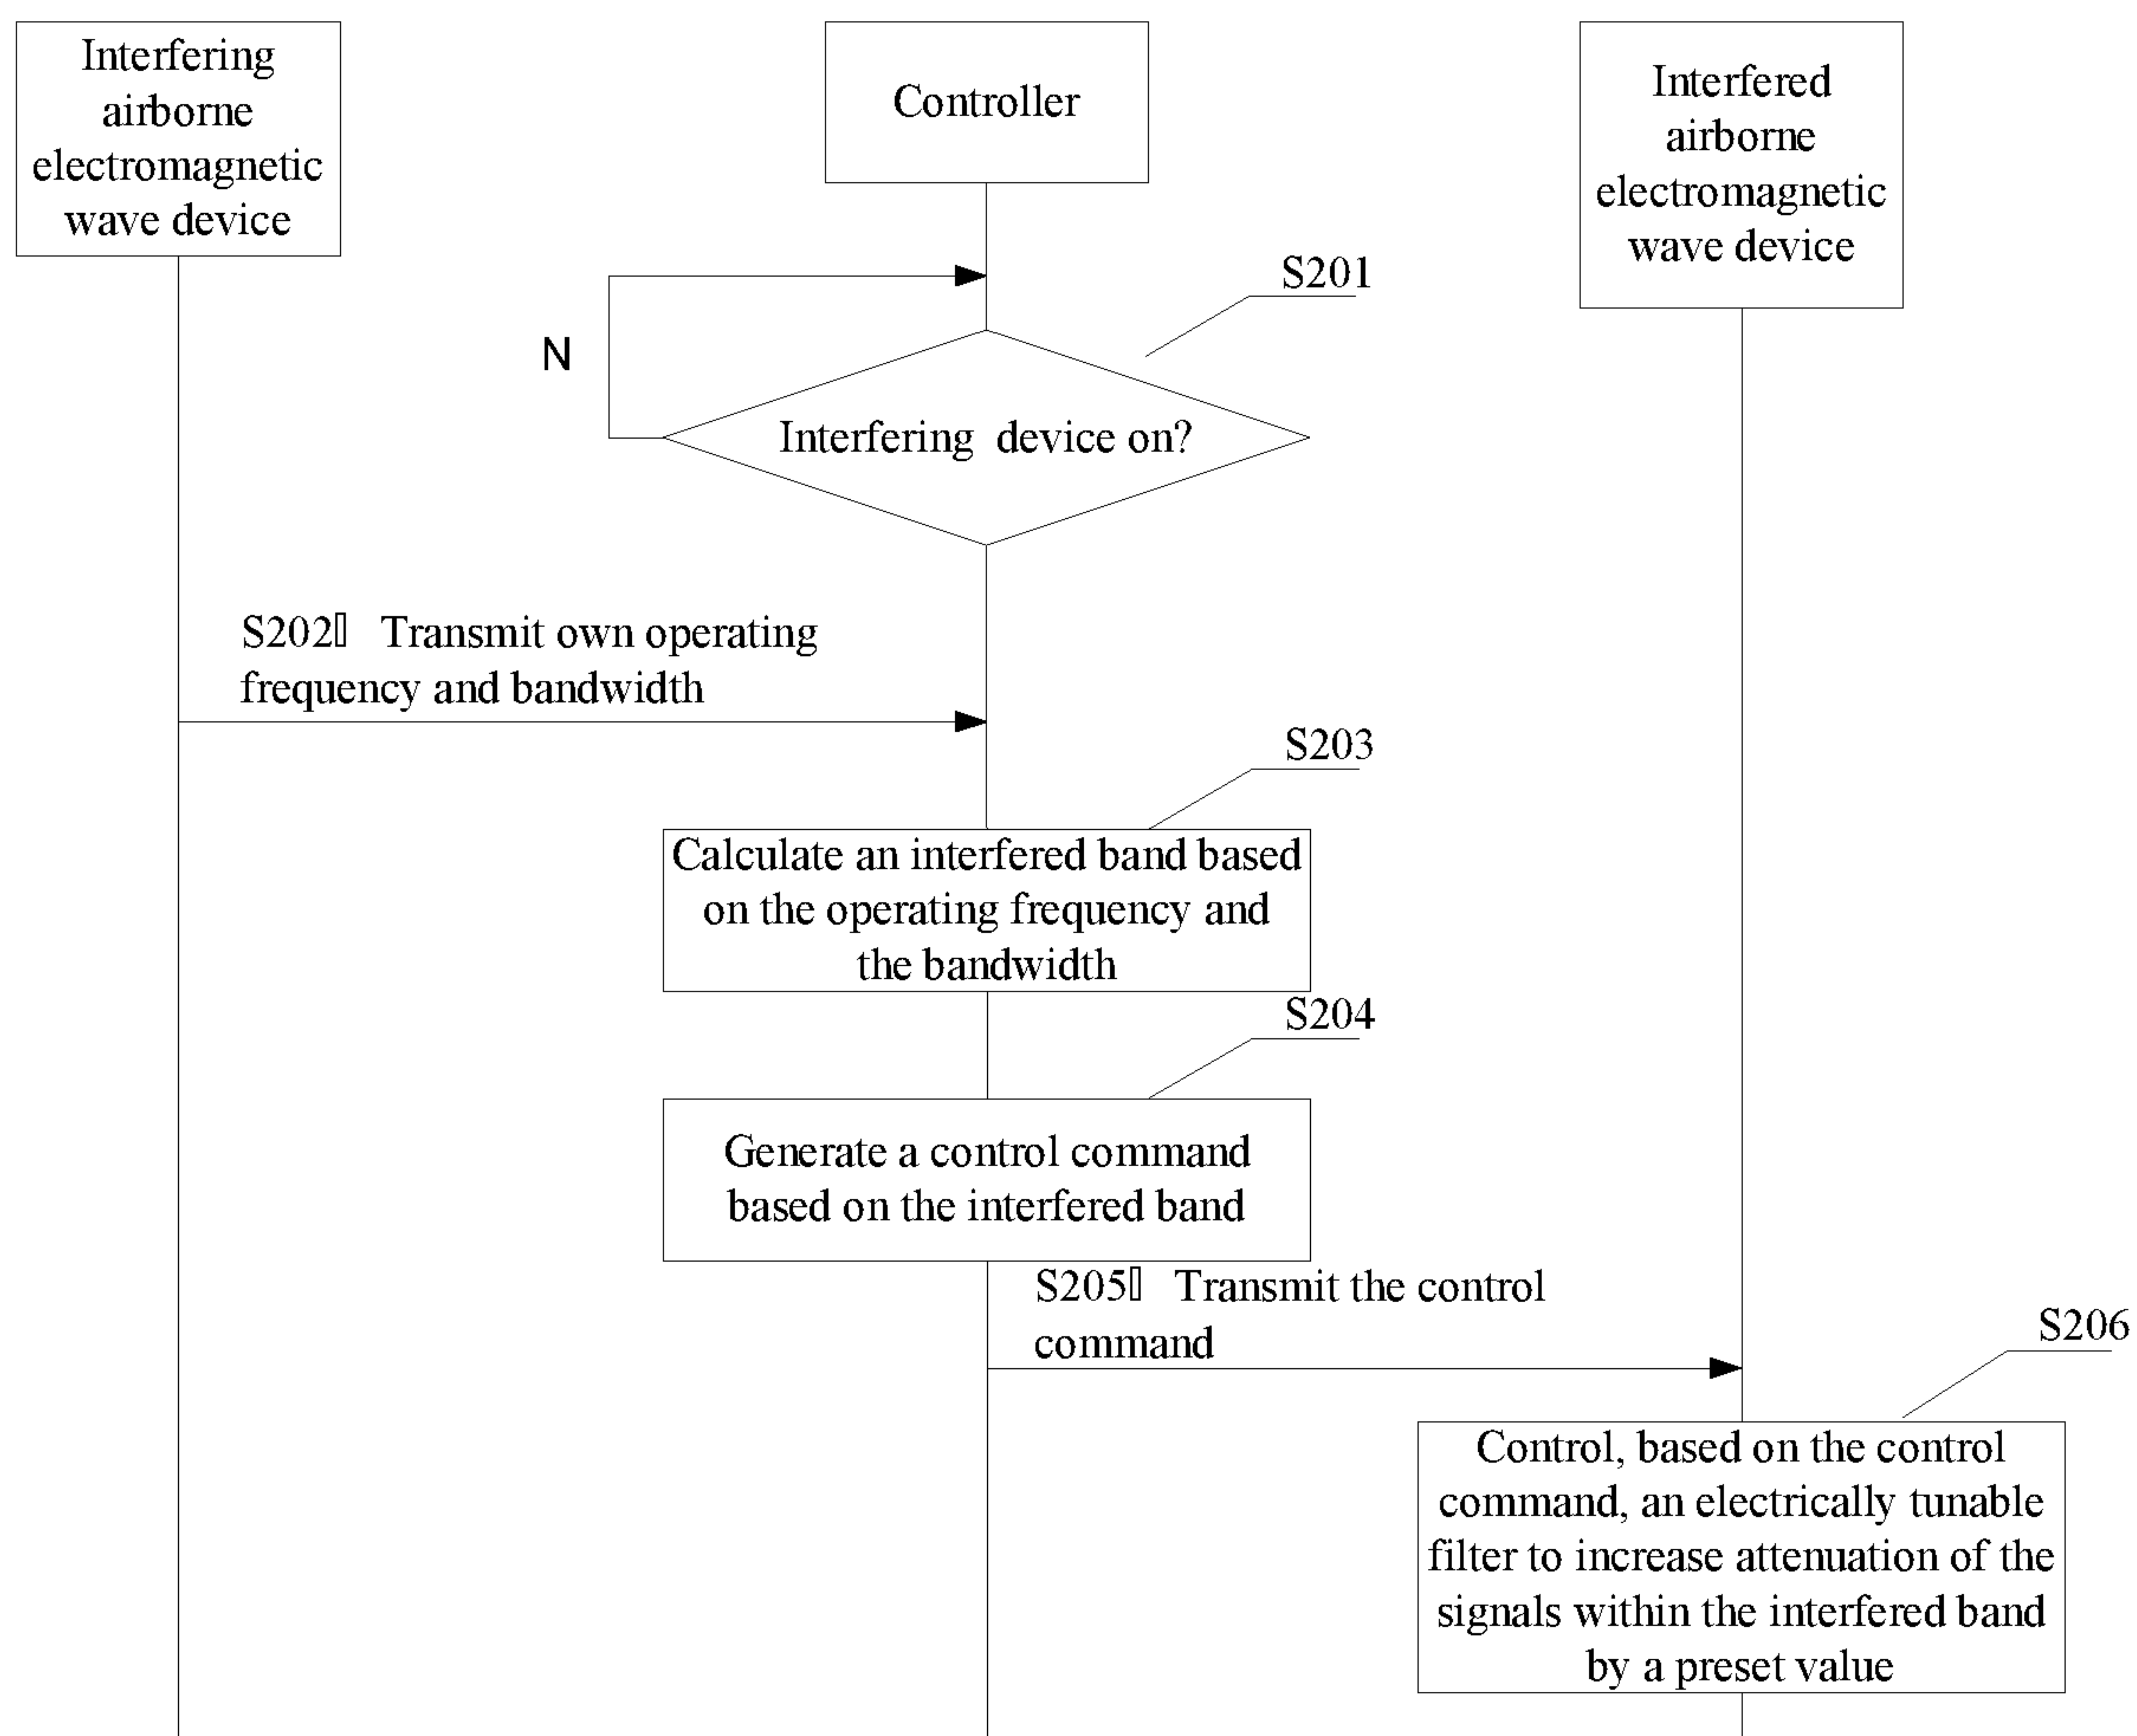 Interfering
airborne
electromagnetic
wave device
Controller
Interfered
airborne
electromagnetic
wave device
S201
N
Interfering device on?
S202▯ Transmit own operating
frequency and bandwidth
S203
Calculate an interfered band based
on the operating frequency and
the bandwidth
S204
Generate a control command
based on the interfered band
S205▯ Transmit the control
command
S206
Control, based on the control
command, an electrically tunable
filter to increase attenuation of the
signals within the interfered band
by a preset value